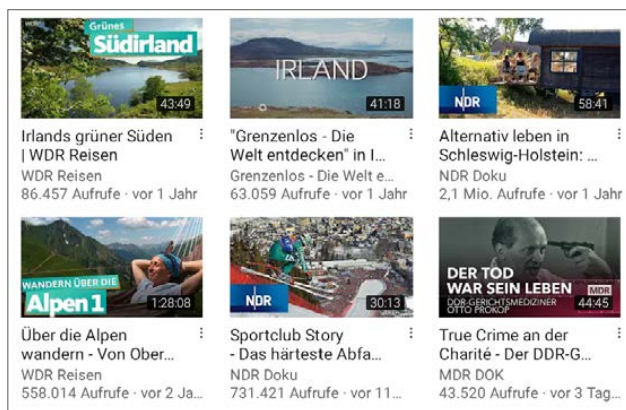 Grünes
Südirland
43:49
Irlands grüner Süden
| WDR Reisen
WDR Reisen
86.457 Aufrufe · vor 1 Jahr
IRLAND
41:18
"Grenzenlos - Die
Welt entdecken" in I...
Grenzenlos - Die Welt e...
63.059 Aufrufe · vor 1 Jahr
NDR
58:41
Alternativ leben in
Schleswig-Holstein: ...
NDR Doku
2,1 Mio. Aufrufe · vor 1 Jahr
WANDERN ÜBER DIE
Alpen 1
1:28:08
Über die Alpen
wandern - Von Ober...
WDR Reisen
558.014 Aufrufe · vor 2 Ja...
NDR
30:13
Sportclub Story
- Das härteste Abfa...
NDR Doku
731.421 Aufrufe · vor 11...
DER TOD
WAR SEIN LEBEN
MDR
DDR-GERICHTSMEDIZINER
OTTO PROKOP
44:45
True Crime an der
Charité - Der DDR-G...
MDR DOK
43.520 Aufrufe · vor 3 Tag...